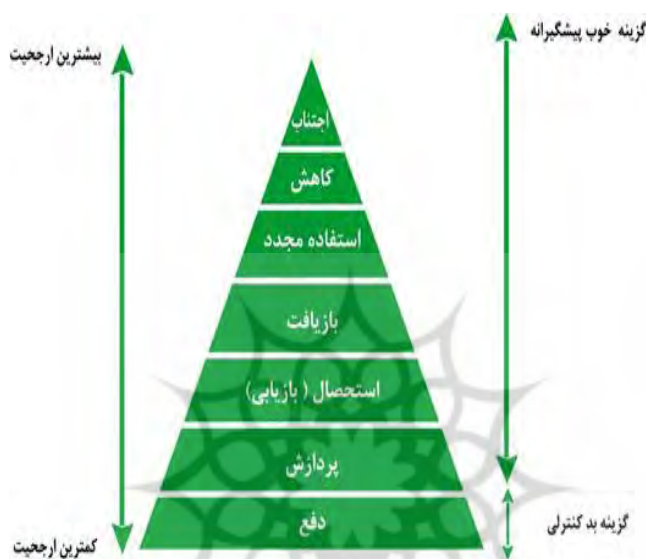 گزینه خوب پیشگیرانه
بیشترین ارجحیت
اجتناب
کاهش
استفاده مجدد
بازیافت
استحصال ( بازیابی)
پردازش
دفع
گزینه بد کنترلی
کمترین ارجحیت